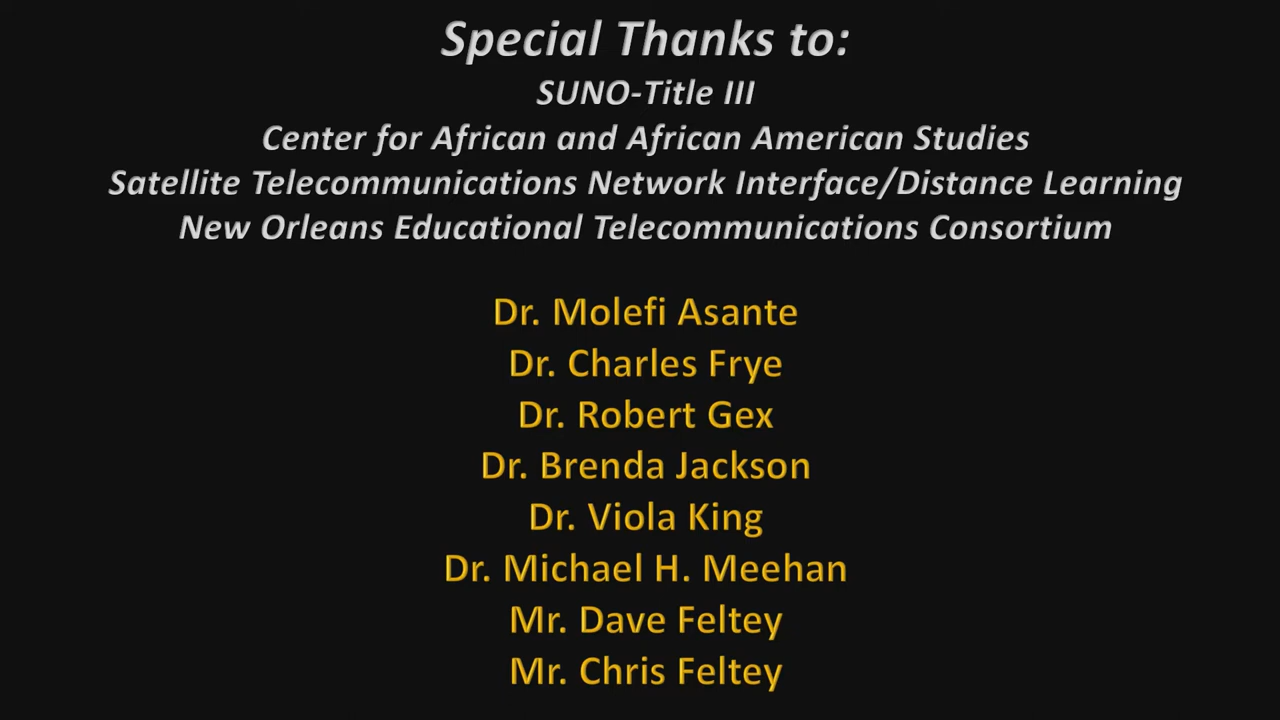 Special Thanks to:
SUNO-Title III
Center for African and African American Studies
Satellite Telecommunications Network Interface/Distance Learning
New Orleans Educational Telecommunications Consortium
Dr. Molefi Asante
Dr. Charles Frye
Dr. Robert Gex
Dr. Brenda Jackson
Dr. Viola King
Dr. Michael H. Meehan
Mr. Dave Feltey
Mr. Chris Feltey